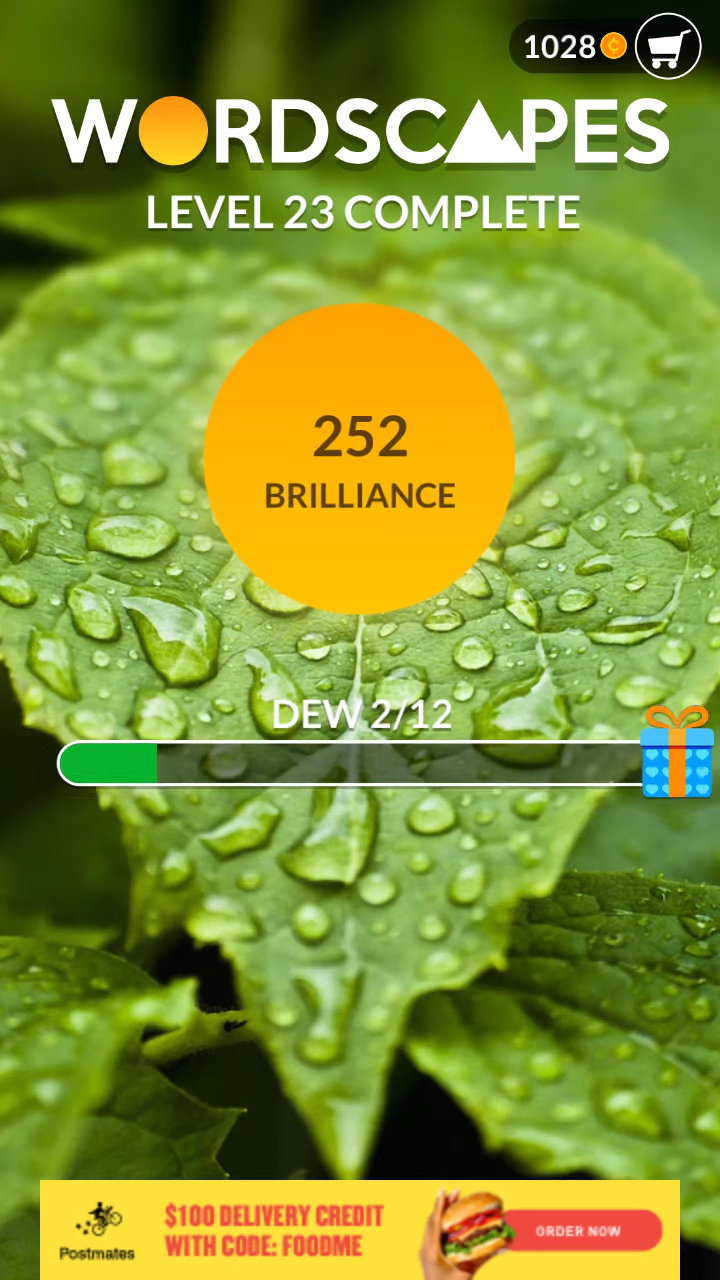 1028
WORDSCAPES
LEVEL 23 COMPLETE
252
BRILLIANCE
DEW 2/12
Postmates
$100 DELIVERY CREDIT
WITH CODE: FOODME
ORDER NOW